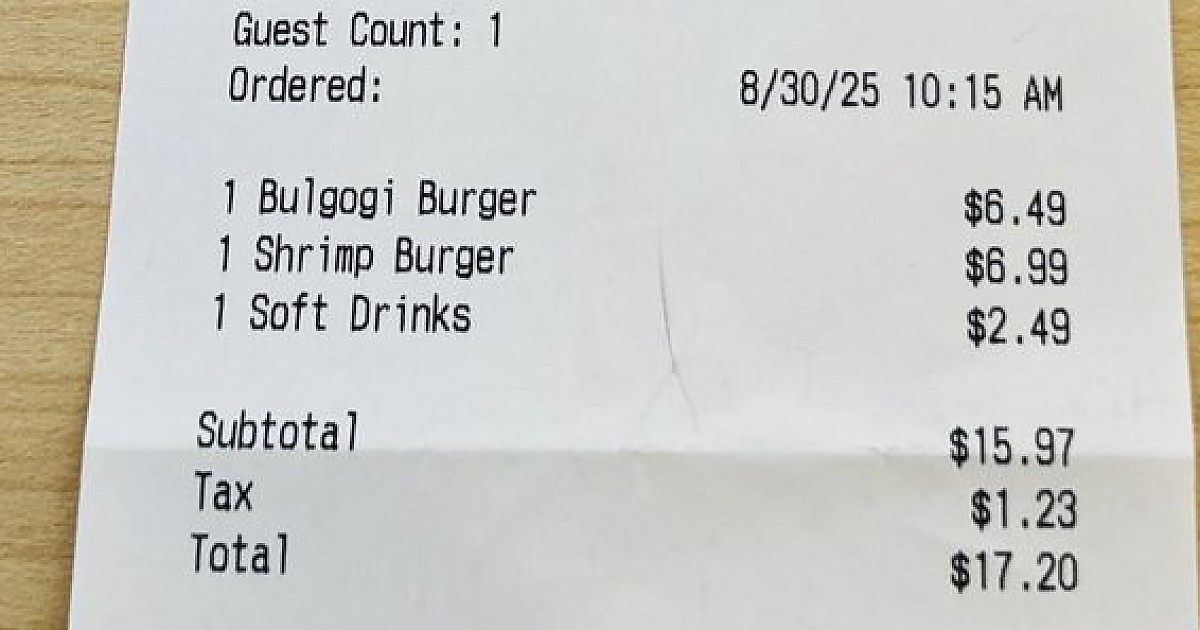 Guest Count: 1
Ordered: 8/30/25 10:15 AM
1 Bulgogi Burger $6.49
1 Shrimp Burger $6.99
1 Soft Drinks $2.49
Subtotal $15.97
Tax $1.23
Total $17.20